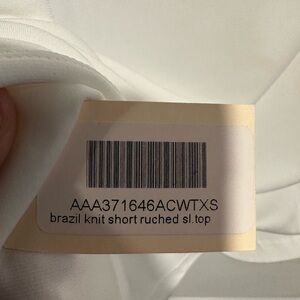 AAA371646ACWTXS
brazil knit short ruched sl.top